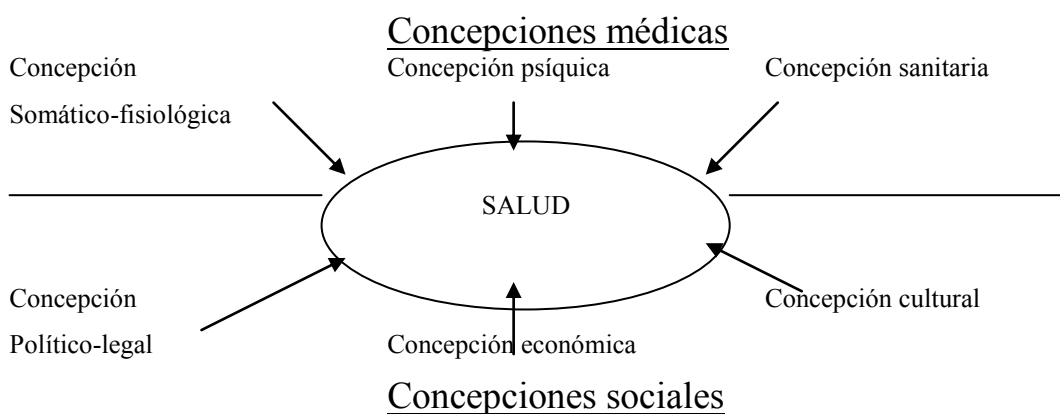 Concepciones médicas
Concepción Concepción psíquica Concepción sanitaria
Somático-fisiológica
SALUD
Concepción Concepción cultural
Político-legal Concepción económica
Concepciones sociales